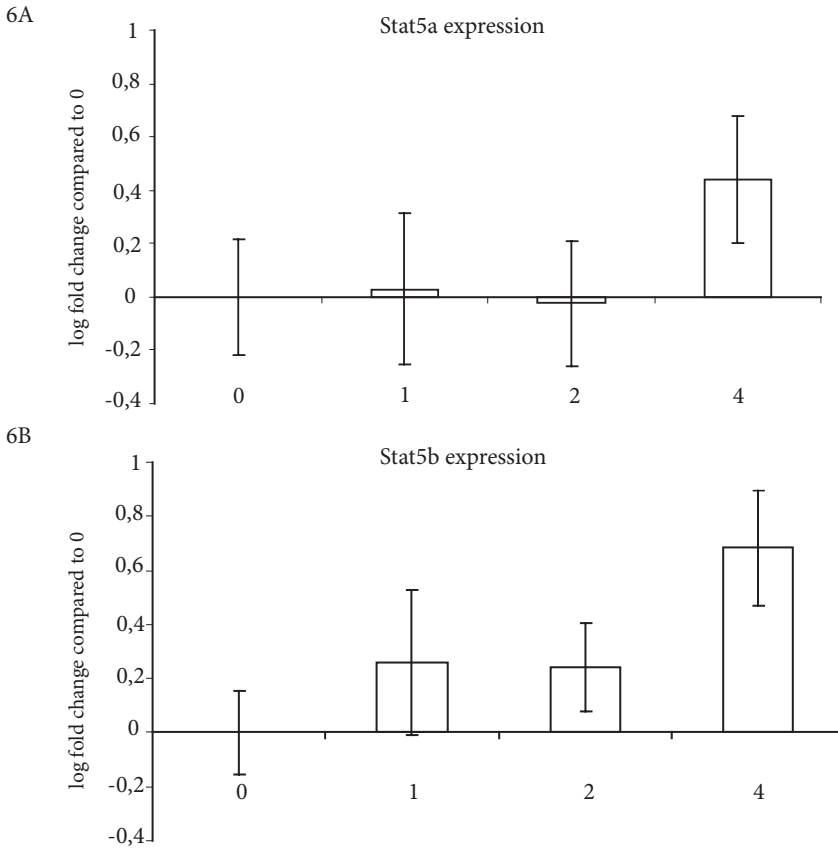 6A
Stat5a expression
log fold change compared to 0
1
0,8
0,6
0,4
0,2
0
-0,2
-0,4
0 1 2 4
6B
Stat5b expression
log fold change compared to 0
1
0,8
0,6
0,4
0,2
0
-0,2
-0,4
0 1 2 4